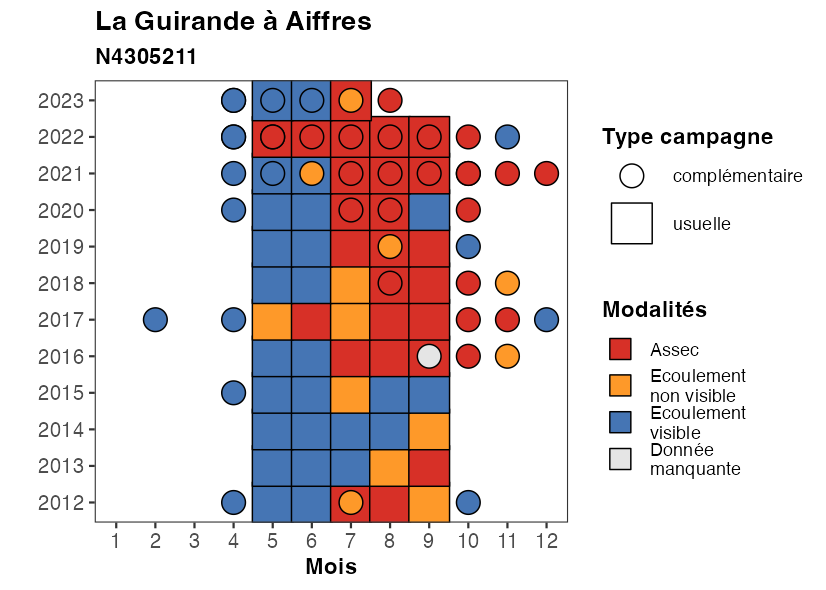 La Guirande à Aiffres
N4305211
2023
2022
2021
2020
2019
2018
2017
2016
2015
2014
2013
2012
1 2 3 4 5 6 7 8 9 10 11 12
Mois
Type campagne
complémentaire
usuelle
Modalités
Assec
Ecoulement
non visible
Ecoulement
visible
Donnée
manquante